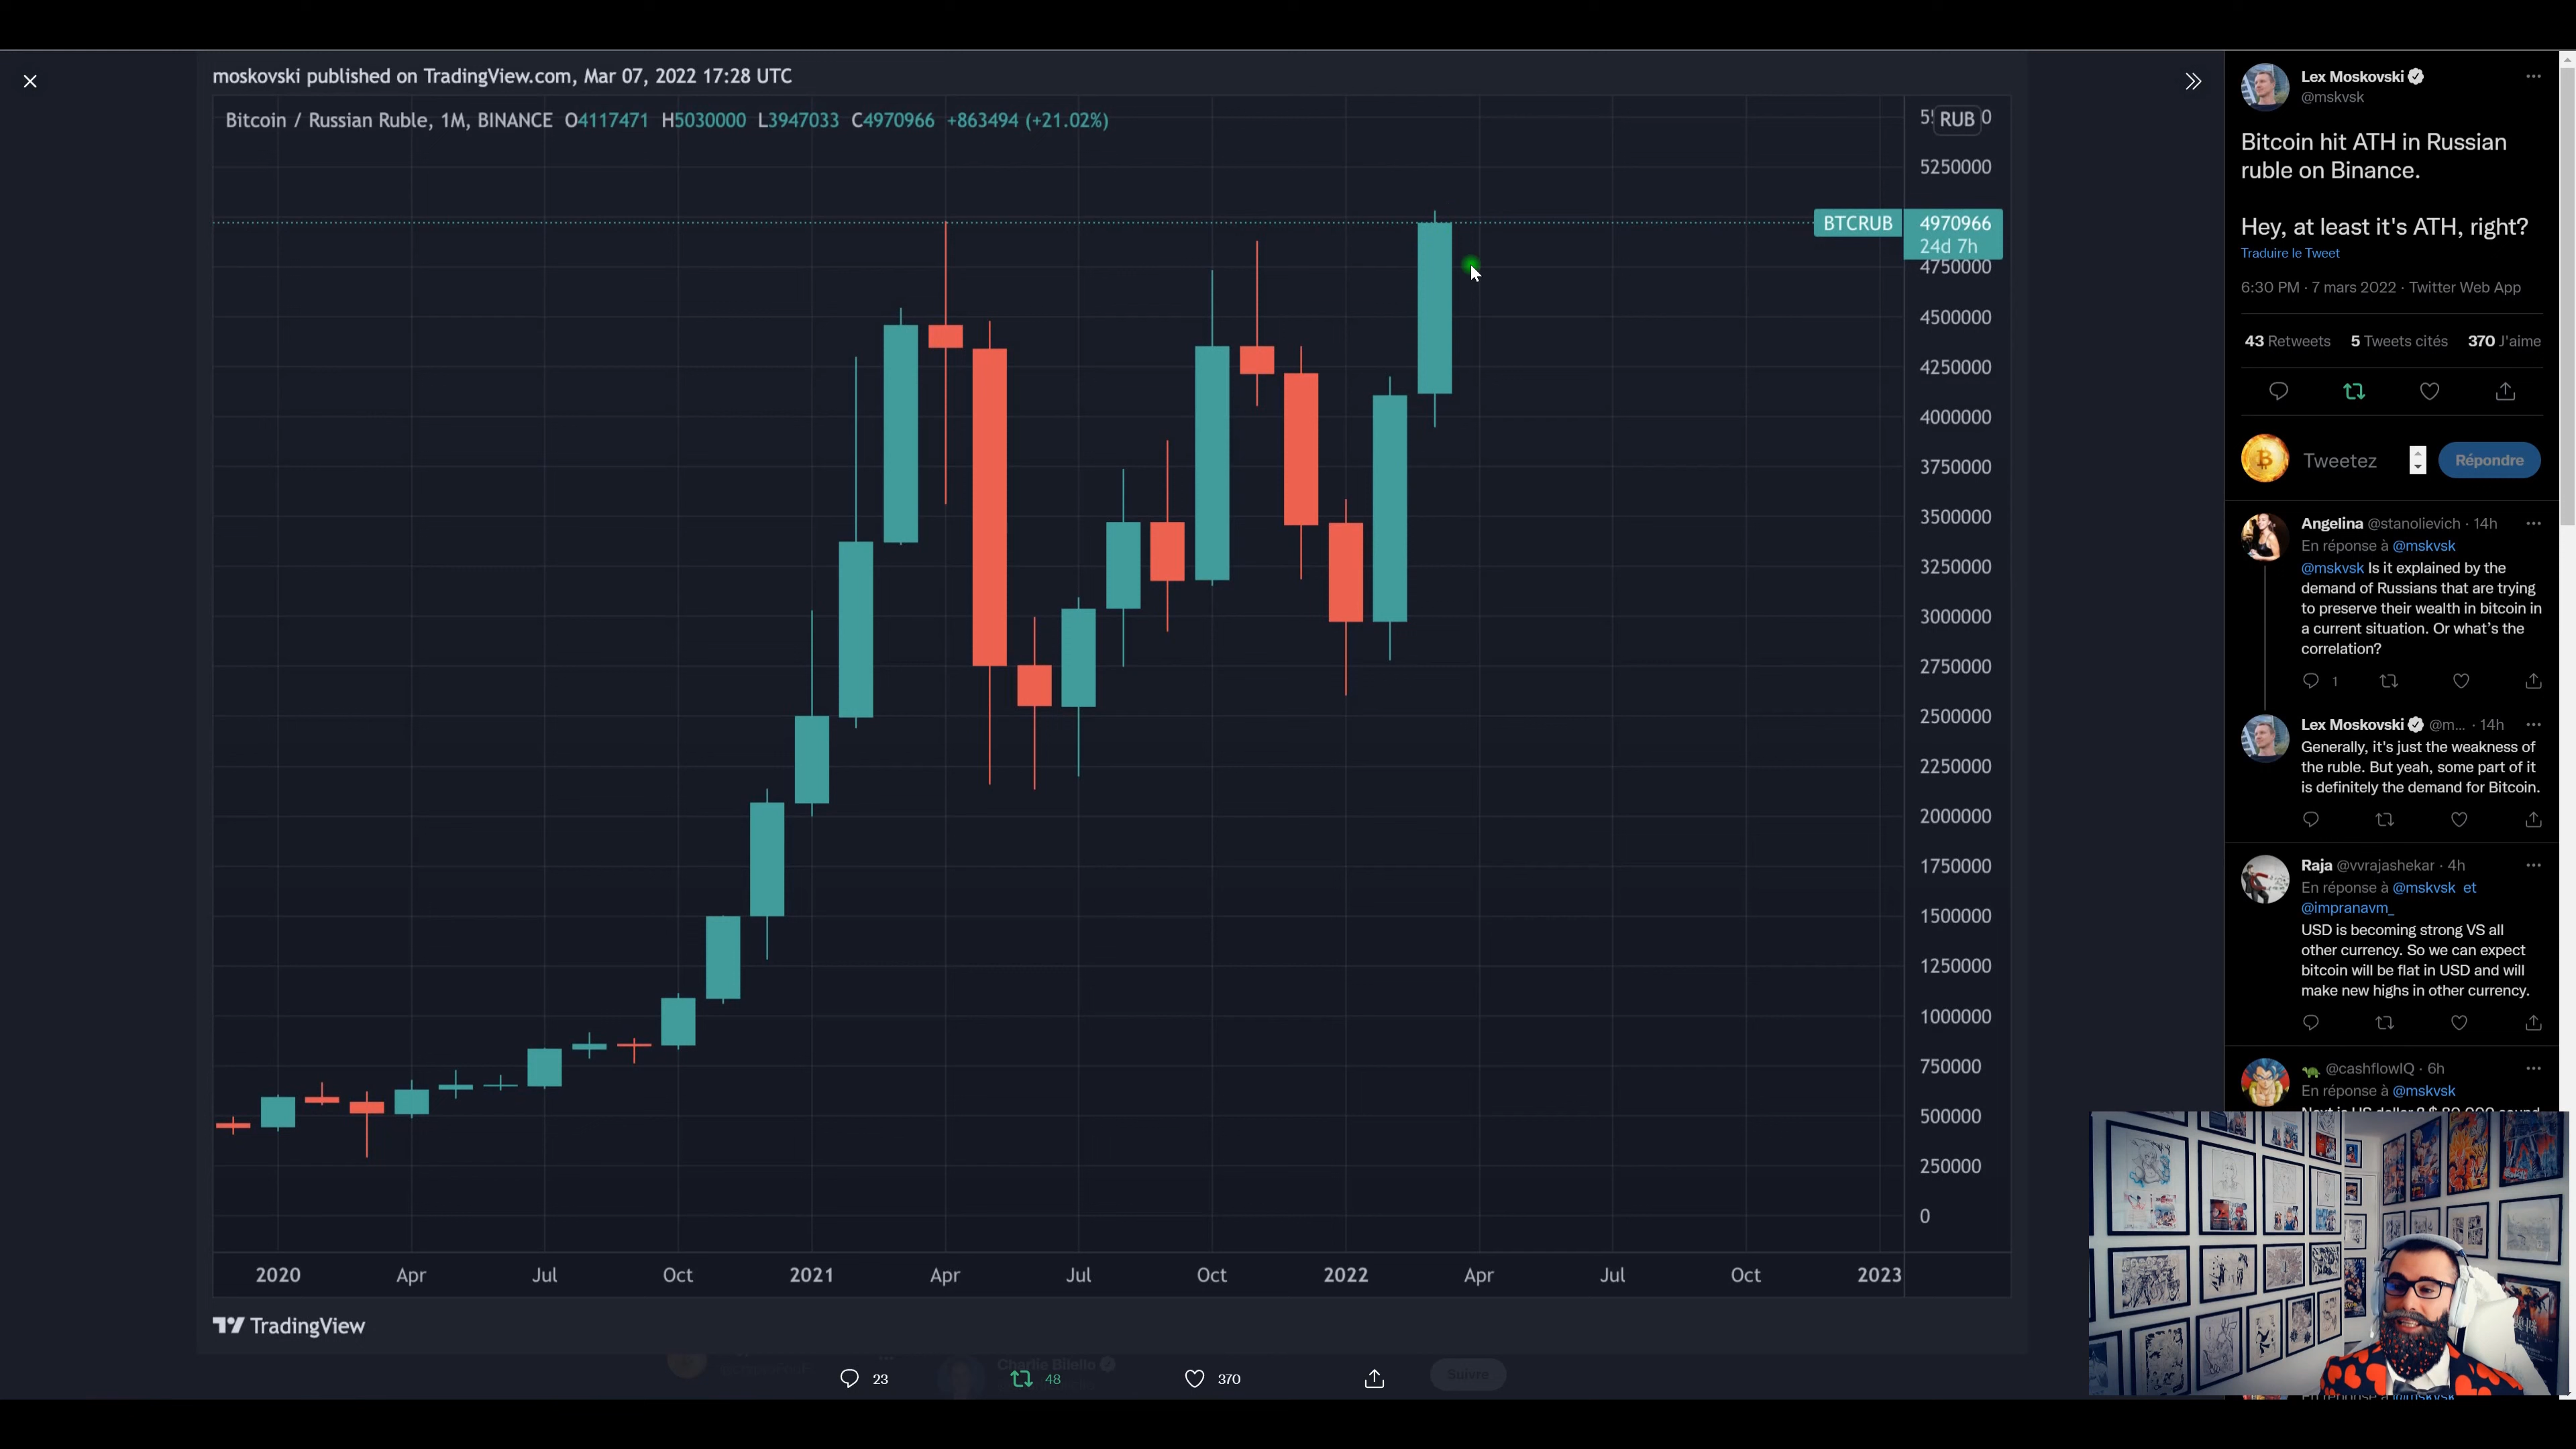 moskovski published on TradingView.com, Mar 07, 2022 17:28 UTC
Bitcoin / Russian Ruble, 1M, BINANCE O4117471 H5030000 L3947033 C4970966 +863494 (+21.02%)
RUB
5250000
BTCRUB 4970966
24d 7h
4750000
4500000
4250000
4000000
3750000
3500000
3250000
3000000
2750000
2500000
2250000
2000000
1750000
1500000
1250000
1000000
750000
500000
250000
0
2020 Apr Jul Oct 2021 Apr Jul Oct 2022 Apr Jul Oct 2023
TradingView
Charlie Bilello
Suivre
23 48 370
Lex Moskovski
@mskvsk
Bitcoin hit ATH in Russian
ruble on Binance.
Hey, at least it's ATH, right?
Traduire le Tweet
6:30 PM · 7 mars 2022 · Twitter Web App
43 Retweets 5 Tweets cités 370 J'aime
Tweetez Répondre
Angelina @stanolievich · 14h
En réponse à @mskvsk
@mskvsk Is it explained by the
demand of Russians that are trying
to preserve their wealth in bitcoin in
a current situation. Or what's the
correlation?
1
Lex Moskovski @m... · 14h
Generally, it's just the weakness of
the ruble. But yeah, some part of it
is definitely the demand for Bitcoin.
Raja @vvrajashekar · 4h
En réponse à @mskvsk et
@impranavm_
USD is becoming strong VS all
other currency. So we can expect
bitcoin will be flat in USD and will
make new highs in other currency.
@cashflowIQ · 6h
En réponse à @mskvsk